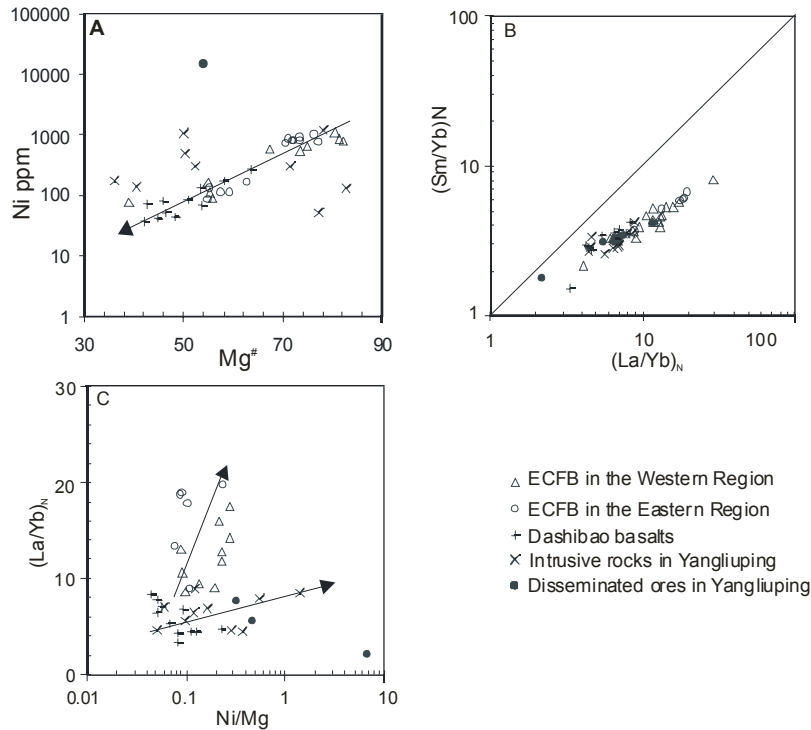 A
100000
10000
1000
100
10
1
Ni ppm
30
50
70
90
Mg#
B
100
10
1
(Sm/Yb)N
1
10
100
(La/Yb)N
C
30
20
10
0
(La/Yb)N
0.01
0.1
1
10
Ni/Mg
ECFB in the Western Region
ECFB in the Eastern Region
Dashibao basalts
Intrusive rocks in Yangliuping
Disseminated ores in Yangliuping